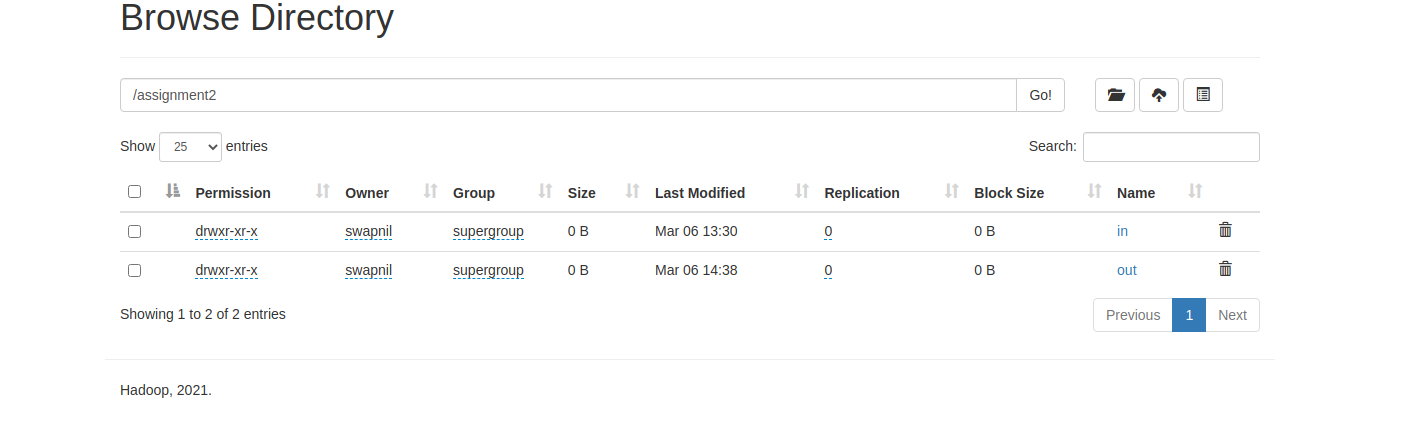 Browse Directory
/assignment2 Go!
Show 25 entries Search:
Permission Owner Group Size Last Modified Replication Block Size Name
drwxr-xr-x swapnil supergroup 0 B Mar 06 13:30 0 0 B in
drwxr-xr-x swapnil supergroup 0 B Mar 06 14:38 0 0 B out
Showing 1 to 2 of 2 entries Previous 1 Next
Hadoop, 2021.